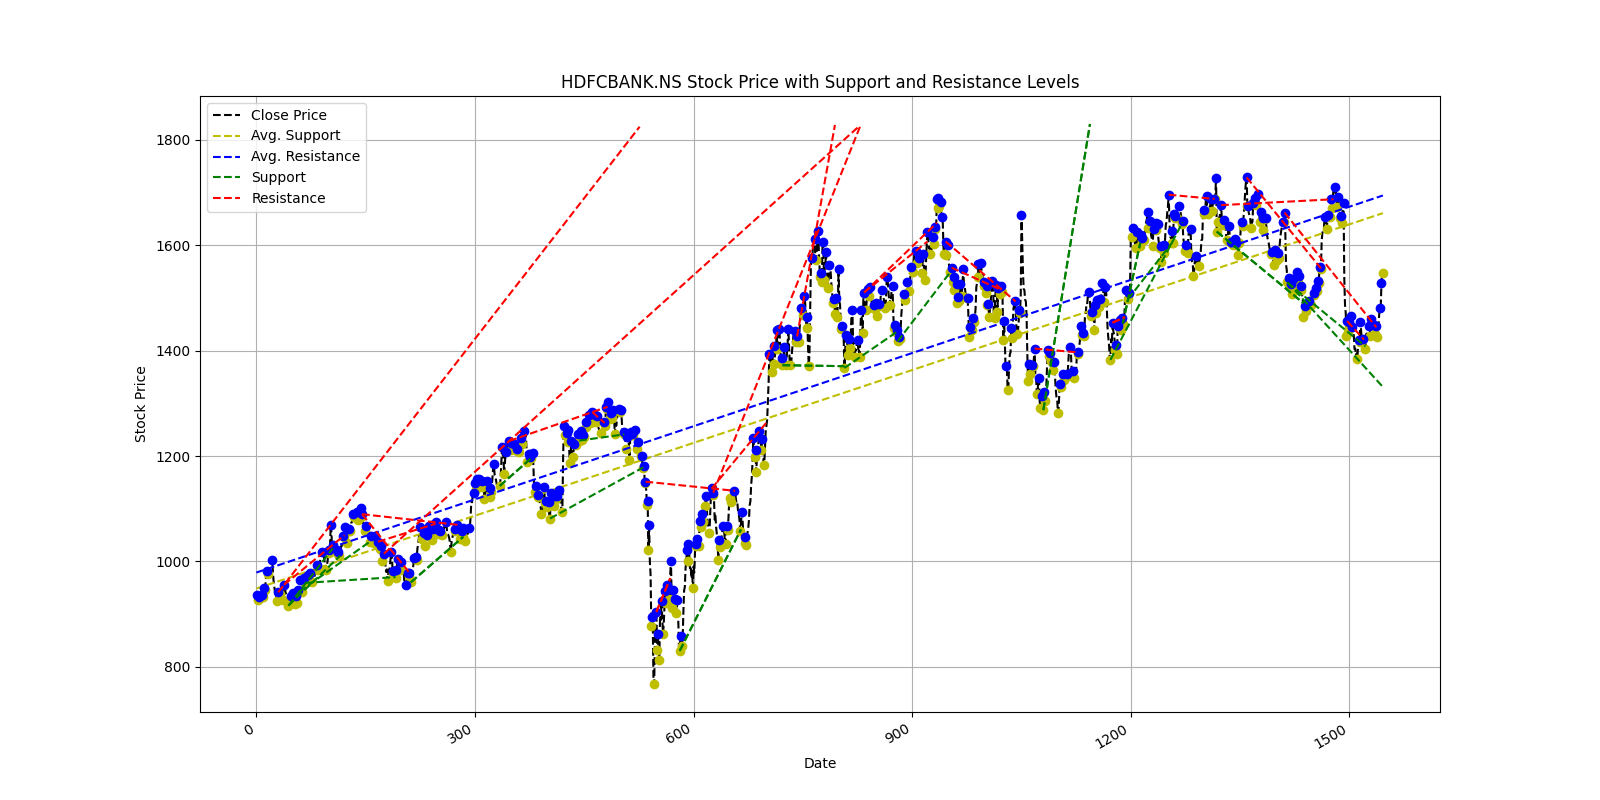 HDFCBANK.NS Stock Price with Support and Resistance Levels
Close Price
Avg. Support
Avg. Resistance
Support
Resistance
1800
1600
1400
1200
1000
800
Stock Price
0
300
600
900
1200
1500
Date